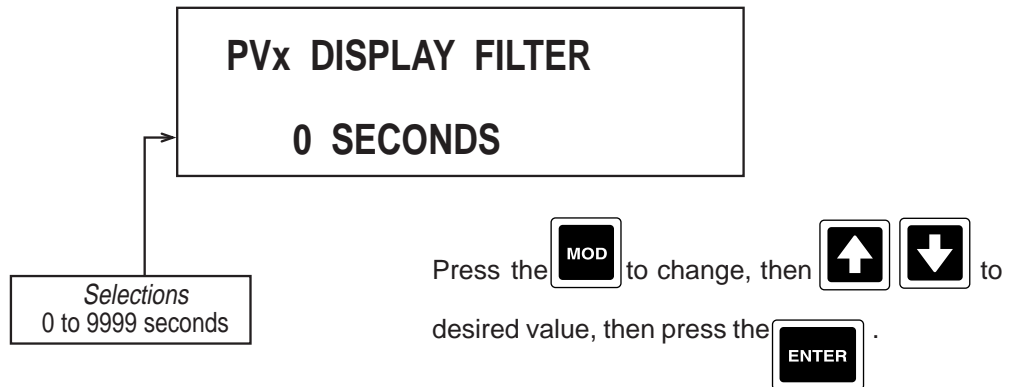 PVx DISPLAY FILTER
0 SECONDS
Selections
0 to 9999 seconds
Press the MOD to change, then to
desired value, then press the ENTER .